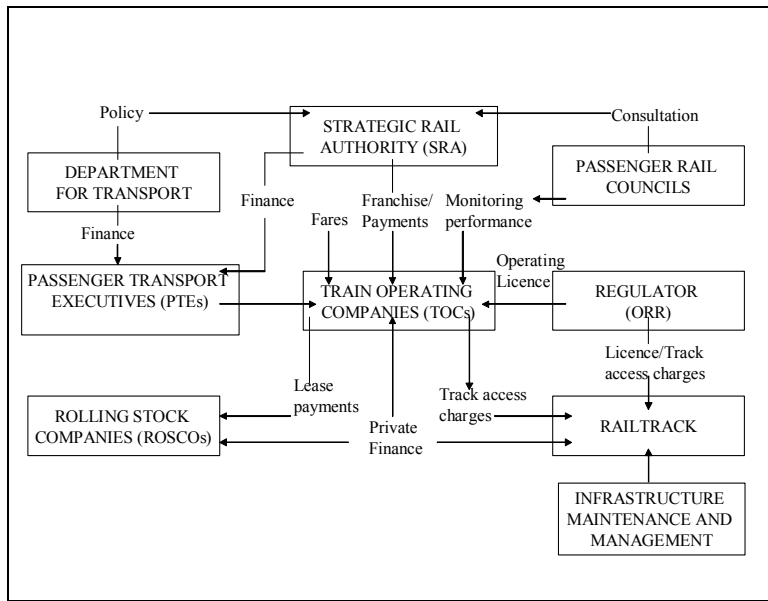 Policy
Consultation
STRATEGIC RAIL
AUTHORITY (SRA)
DEPARTMENT
FOR TRANSPORT
PASSENGER RAIL
COUNCILS
Finance
Franchise/
Payments
Monitoring
performance
Fares
Finance
Operating
Licence
PASSENGER TRANSPORT
EXECUTIVES (PTEs)
TRAIN OPERATING
COMPANIES (TOCs)
REGULATOR
(ORR)
Licence/Track
access charges
Lease
payments
Track access
charges
ROLLING STOCK
COMPANIES (ROSCOs)
Private
Finance
RAILTRACK
INFRASTRUCTURE
MAINTENANCE AND
MANAGEMENT